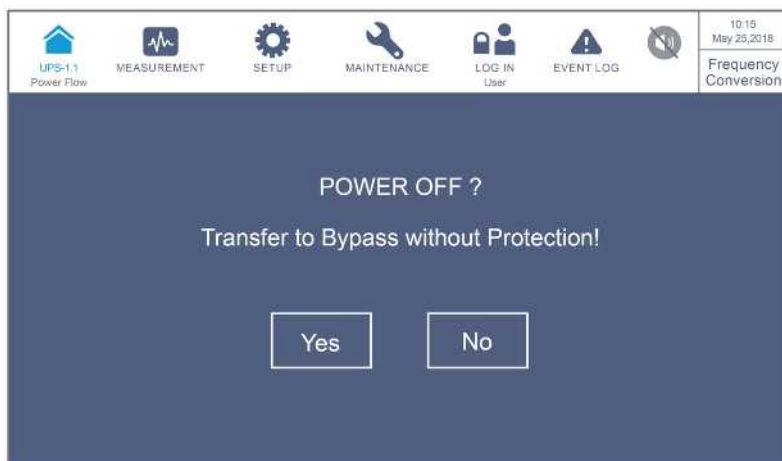 UPS-1.1
Power Flow
MEASUREMENT
SETUP
MAINTENANCE
LOG IN
User
EVENT LOG
10:15
May 25,2018
Frequency
Conversion
POWER OFF ?
Transfer to Bypass without Protection!
Yes
No